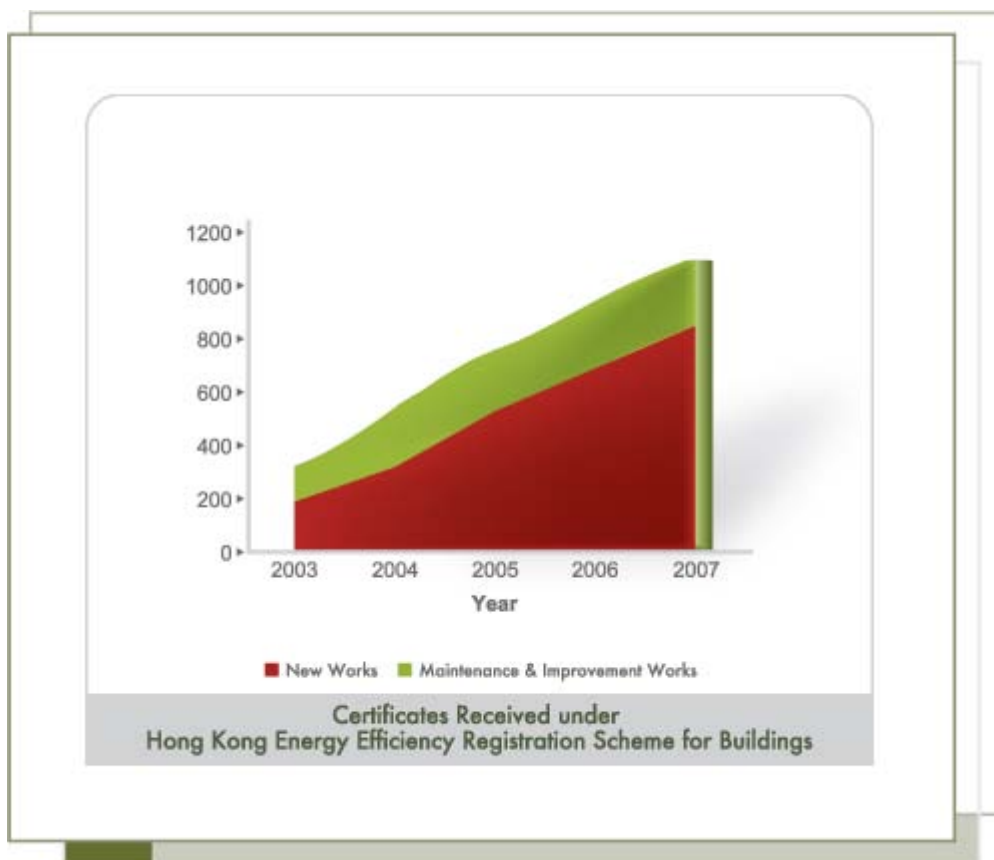 1200
1000
800
600
400
200
0
2003 2004 2005 2006 2007
Year
New Works Maintenance & Improvement Works
Certificates Received under
Hong Kong Energy Efficiency Registration Scheme for Buildings